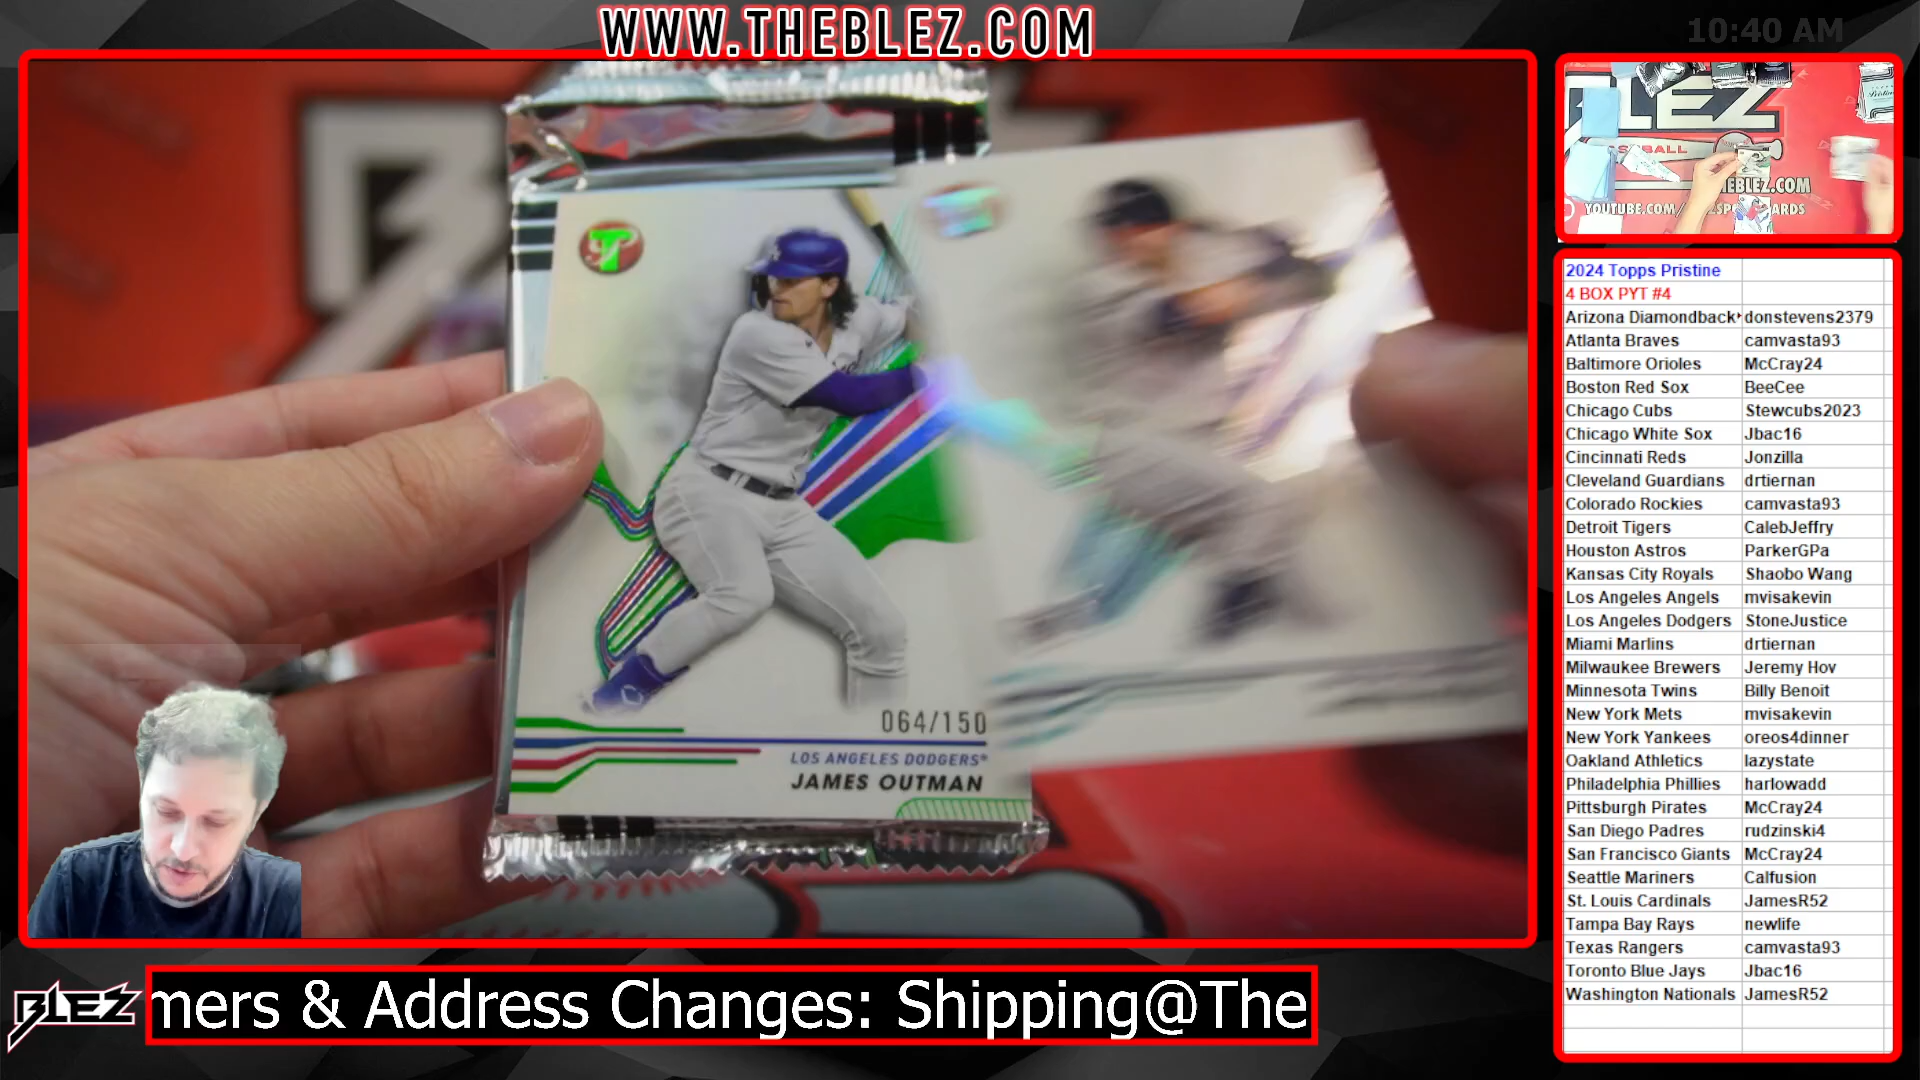 WWW.THEBLEZ.COM
10:40 AM
T
064/150
LOS ANGELES DODGERS
JAMES OUTMAN
BLEZ
BASEBALL
THEBLEZ.COM
YOUTUBE.COM/
2024 Topps Pristine
4 BOX PYT #4
Arizona Diamondback donstevens2379
Atlanta Braves camvasta93
Baltimore Orioles McCray24
Boston Red Sox BeeCee
Chicago Cubs Stewcubs2023
Chicago White Sox Jbac16
Cincinnati Reds Jonzilla
Cleveland Guardians drtiernan
Colorado Rockies camvasta93
Detroit Tigers CalebJeffry
Houston Astros ParkerGPa
Kansas City Royals Shaobo Wang
Los Angeles Angels mvisakevin
Los Angeles Dodgers StoneJustice
Miami Marlins drtiernan
Milwaukee Brewers Jeremy Hov
Minnesota Twins Billy Benoit
New York Mets mvisakevin
New York Yankees oreos4dinner
Oakland Athletics lazystate
Philadelphia Phillies harlowadd
Pittsburgh Pirates McCray24
San Diego Padres rudzinski4
San Francisco Giants McCray24
Seattle Mariners Calfusion
St. Louis Cardinals JamesR52
Tampa Bay Rays newlife
Texas Rangers camvasta93
Toronto Blue Jays Jbac16
Washington Nationals JamesR52
BLEZ
mers & Address Changes: Shipping@The